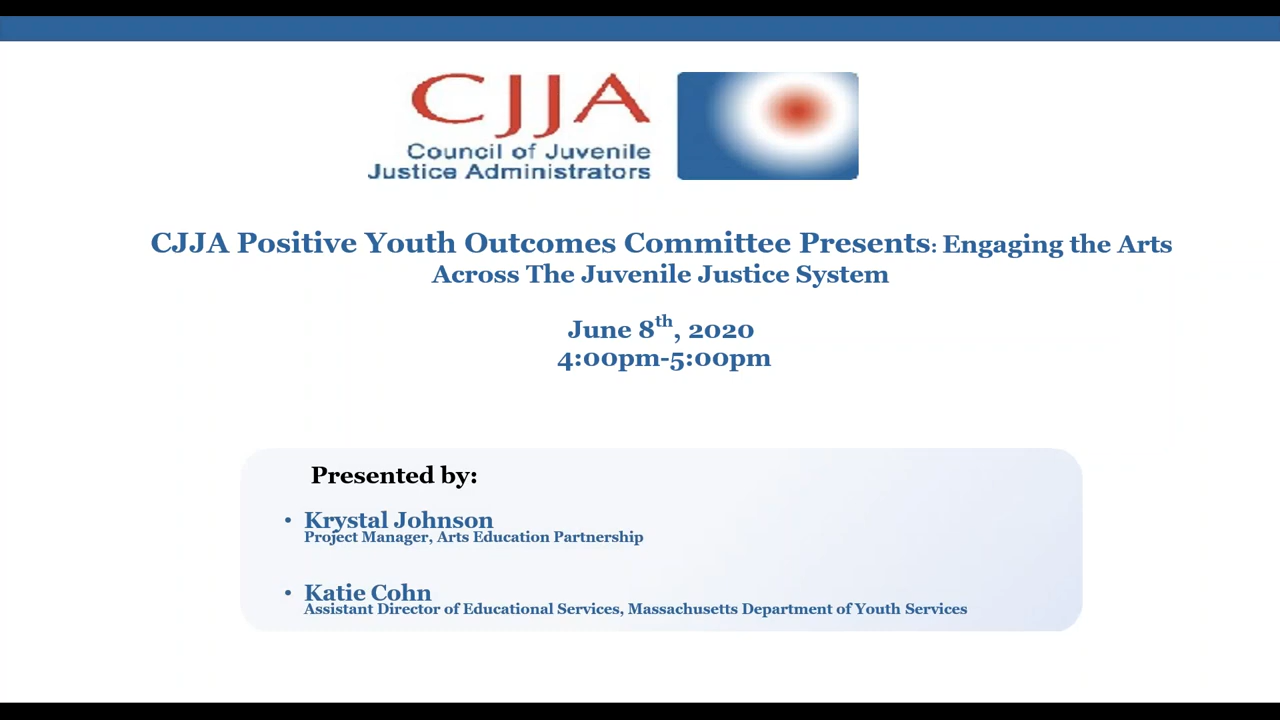 CJJA
Council of Juvenile
Justice Administrators
CJJA Positive Youth Outcomes Committee Presents: Engaging the Arts
Across The Juvenile Justice System
June 8th, 2020
4:00pm-5:00pm
Presented by:
• Krystal Johnson
Project Manager, Arts Education Partnership
• Katie Cohn
Assistant Director of Educational Services, Massachusetts Department of Youth Services